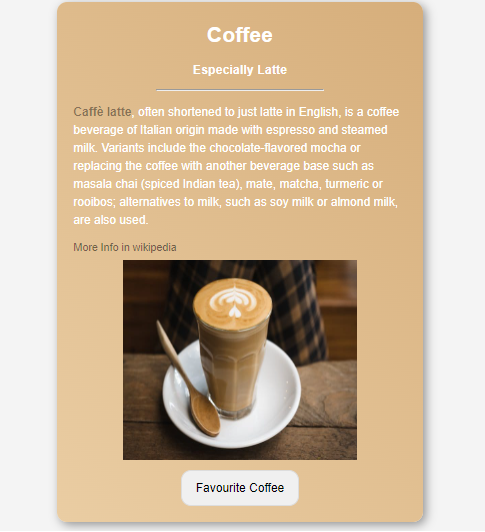 Coffee
Especially Latte
Caffè latte, often shortened to just latte in English, is a coffee
beverage of Italian origin made with espresso and steamed
milk. Variants include the chocolate-flavored mocha or
replacing the coffee with another beverage base such as
masala chai (spiced Indian tea), mate, matcha, turmeric or
rooibos; alternatives to milk, such as soy milk or almond milk,
are also used.
More Info in wikipedia
Favourite Coffee